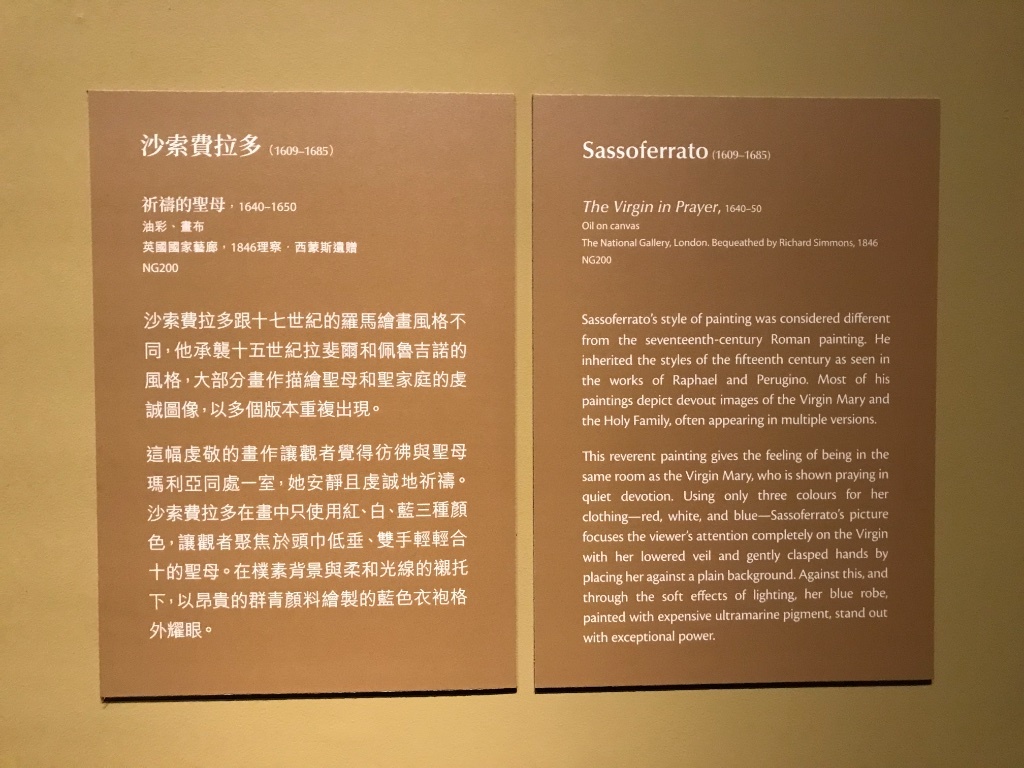 沙索費拉多（1609–1685）
祈禱的聖母，1640–1650
油彩、畫布
英國國家藝廊，1846理察．西蒙斯遺贈
NG200
沙索費拉多跟十七世紀的羅馬繪畫風格不
同，他承襲十五世紀拉斐爾和佩魯吉諾的
風格，大部分畫作描繪聖母和聖家庭的虔
誠圖像，以多個版本重複出現。
這幅虔敬的畫作讓觀者覺得彷彿與聖母
瑪利亞同處一室，她安靜且虔誠地祈禱。
沙索費拉多在畫中只使用紅、白、藍三種顏
色，讓觀者聚焦於頭巾低垂、雙手輕輕合
十的聖母。在樸素背景與柔和光線的襯托
下，以昂貴的群青顏料繪製的藍色衣袍格
外耀眼。
Sassoferrato (1609–1685)
The Virgin in Prayer, 1640–50
Oil on canvas
The National Gallery, London. Bequeathed by Richard Simmons, 1846
NG200
Sassoferrato's style of painting was considered different
from the seventeenth-century Roman painting. He
inherited the styles of the fifteenth century as seen in
the works of Raphael and Perugino. Most of his
paintings depict devout images of the Virgin Mary and
the Holy Family, often appearing in multiple versions.
This reverent painting gives the feeling of being in the
same room as the Virgin Mary, who is shown praying in
quiet devotion. Using only three colours for her
clothing—red, white, and blue—Sassoferrato's picture
focuses the viewer's attention completely on the Virgin
with her lowered veil and gently clasped hands by
placing her against a plain background. Against this, and
through the soft effects of lighting, her blue robe,
painted with expensive ultramarine pigment, stand out
with exceptional power.